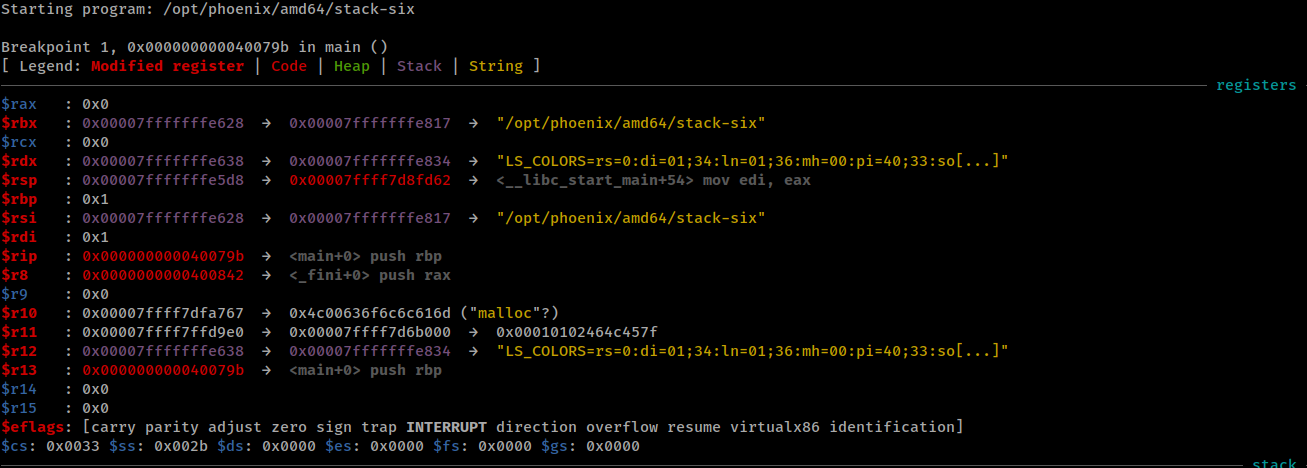 Starting program: /opt/phoenix/amd64/stack-six
Breakpoint 1, 0x000000000040079b in main ()
[ Legend: Modified register | Code | Heap | Stack | String ]
registers
$rax   : 0x0
$rbx   : 0x00007fffffffe628  →  0x00007fffffffe817  →  "/opt/phoenix/amd64/stack-six"
$rcx   : 0x0
$rdx   : 0x00007fffffffe638  →  0x00007fffffffe834  →  "LS_COLORS=rs=0:di=01;34:ln=01;36:mh=00:pi=40;33:so[...]"
$rsp   : 0x00007fffffffe5d8  →  0x00007ffff7d8fd62  →  <__libc_start_main+54> mov edi, eax
$rbp   : 0x1
$rsi   : 0x00007fffffffe628  →  0x00007fffffffe817  →  "/opt/phoenix/amd64/stack-six"
$rdi   : 0x1
$rip   : 0x000000000040079b  →  <main+0> push rbp
$r8    : 0x0000000000400842  →  <_fini+0> push rax
$r9    : 0x0
$r10   : 0x00007ffff7dfa767  →  0x4c00636f6c6c616d ("malloc"?)
$r11   : 0x00007ffff7ffd9e0  →  0x00007ffff7d6b000  →  0x00010102464c457f
$r12   : 0x00007fffffffe638  →  0x00007fffffffe834  →  "LS_COLORS=rs=0:di=01;34:ln=01;36:mh=00:pi=40;33:so[...]"
$r13   : 0x000000000040079b  →  <main+0> push rbp
$r14   : 0x0
$r15   : 0x0
$eflags: [carry parity adjust zero sign trap INTERRUPT direction overflow resume virtualx86 identification]
$cs: 0x0033 $ss: 0x002b $ds: 0x0000 $es: 0x0000 $fs: 0x0000 $gs: 0x0000
stack